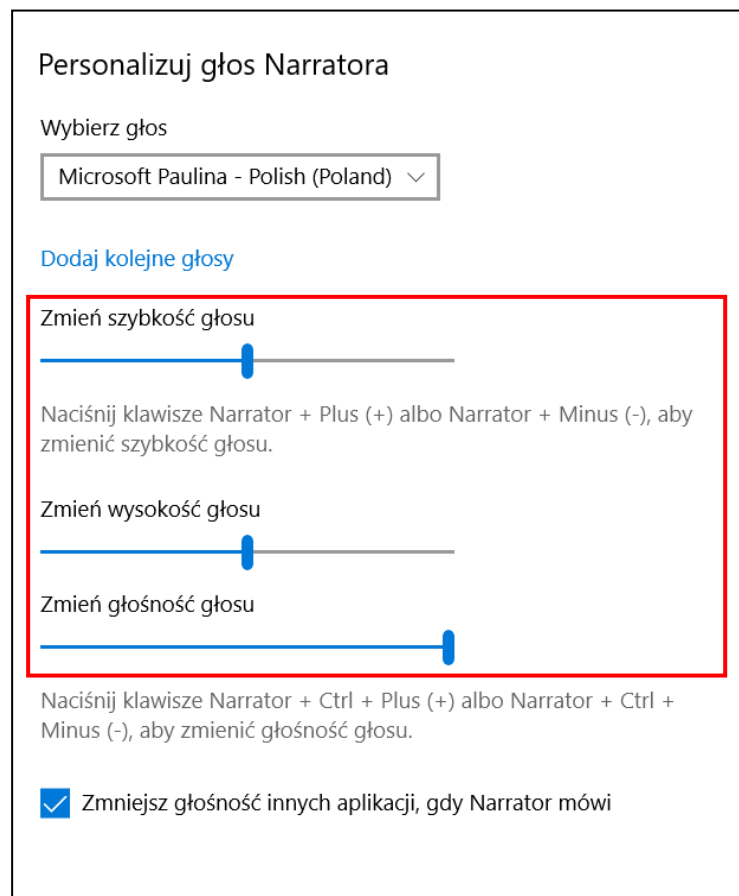 Personalizuj głos Narratora
Wybierz głos
Microsoft Paulina - Polish (Poland)
Dodaj kolejne głosy
Zmień szybkość głosu
Naciśnij klawisze Narrator + Plus (+) albo Narrator + Minus (-), aby
zmienić szybkość głosu.
Zmień wysokość głosu
Zmień głośność głosu
Naciśnij klawisze Narrator + Ctrl + Plus (+) albo Narrator + Ctrl +
Minus (-), aby zmienić głośność głosu.
Zmniejsz głośność innych aplikacji, gdy Narrator mówi